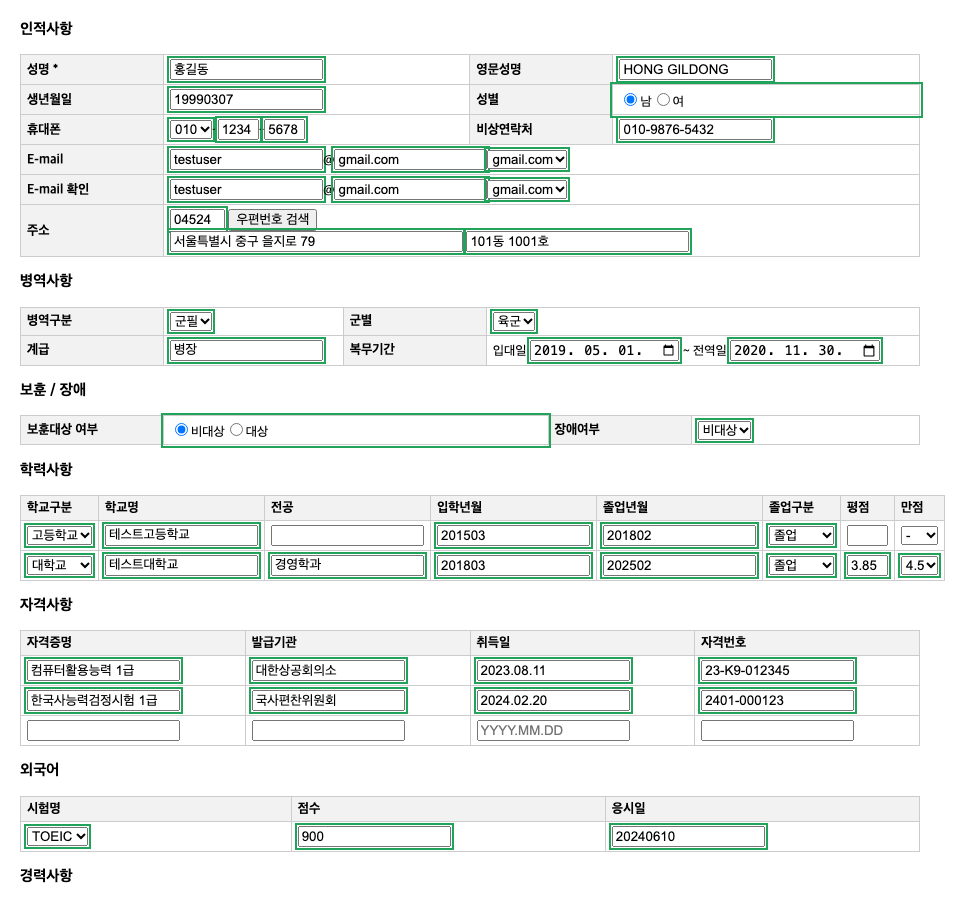 인적사항
성명 * 홍길동 영문성명 HONG GILDONG
생년월일 19990307 성별 남 여
휴대폰 010 - 1234 - 5678 비상연락처 010-9876-5432
E-mail testuser @ gmail.com gmail.com
E-mail 확인 testuser @ gmail.com gmail.com
주소 04524 우편번호 검색
서울특별시 중구 을지로 79 101동 1001호
병역사항
병역구분 군필 군별 육군
계급 병장 복무기간 입대일 2019. 05. 01. ~ 전역일 2020. 11. 30.
보훈 / 장애
보훈대상 여부 비대상 대상 장애여부 비대상
학력사항
학교구분 학교명 전공 입학년월 졸업년월 졸업구분 평점 만점
고등학교 테스트고등학교 201503 201802 졸업 -
대학교 테스트대학교 경영학과 201803 202502 졸업 3.85 4.5
자격사항
자격증명 발급기관 취득일 자격번호
컴퓨터활용능력 1급 대한상공회의소 2023.08.11 23-K9-012345
한국사능력검정시험 1급 국사편찬위원회 2024.02.20 2401-000123
YYYY.MM.DD
외국어
시험명 점수 응시일
TOEIC 900 20240610
경력사항